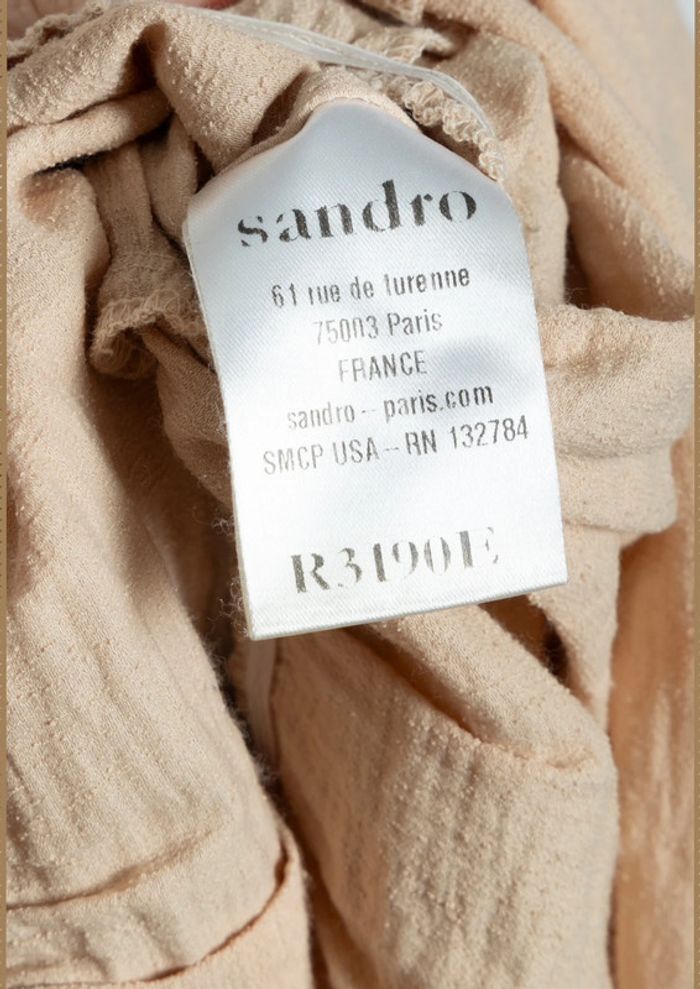 sandro
61 rue de turenne
75003 Paris
FRANCE
sandro - paris.com
SMCP USA - RN 132784
R3190E